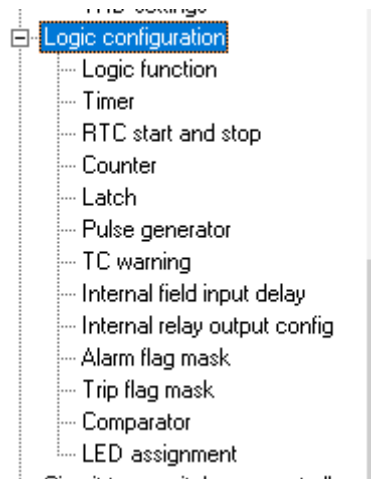 Logic configuration
Logic function
Timer
RTC start and stop
Counter
Latch
Pulse generator
TC warning
Internal field input delay
Internal relay output config
Alarm flag mask
Trip flag mask
Comparator
LED assignment